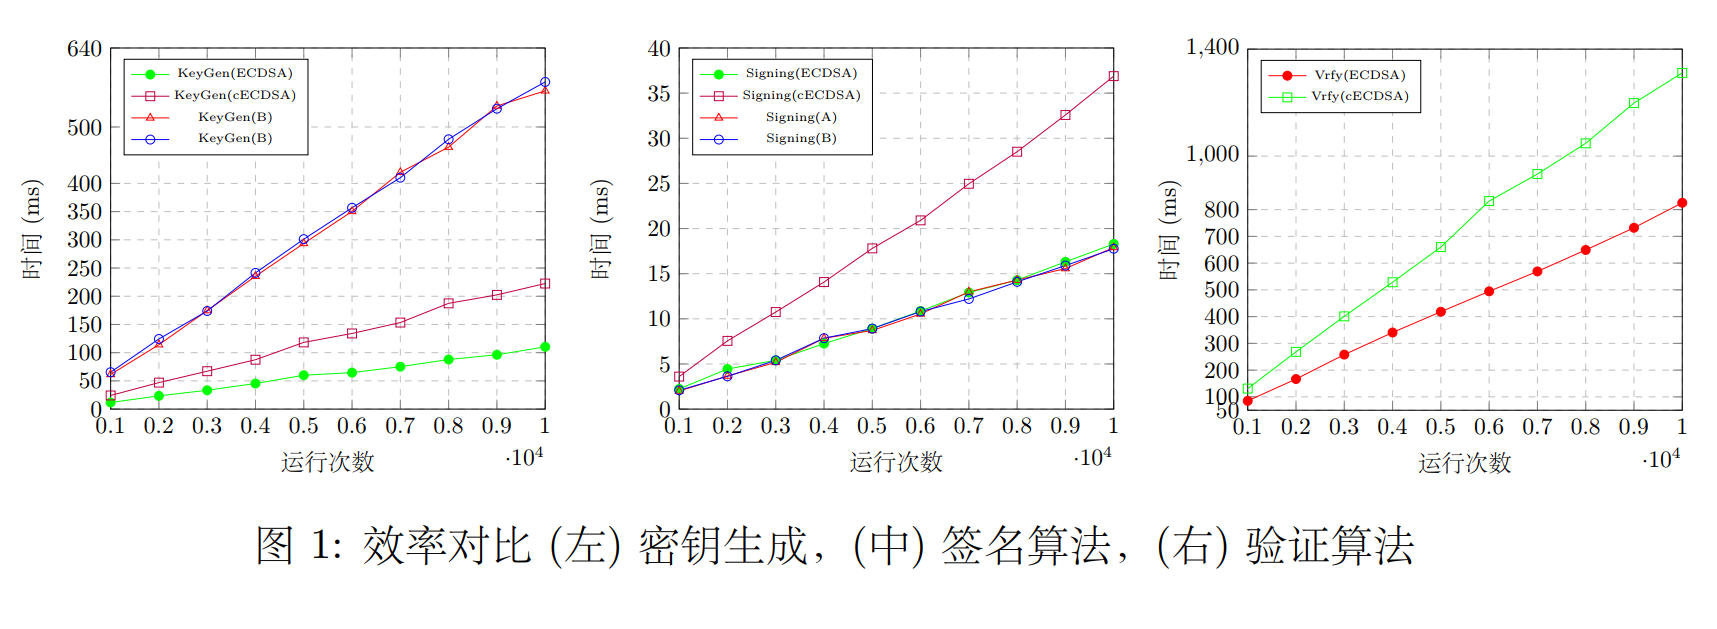 640
500
400
350
300
250
200
150
100
50
0
时间 (ms)
KeyGen(ECDSA)
KeyGen(cECDSA)
KeyGen(B)
KeyGen(B)
0.1 0.2 0.3 0.4 0.5 0.6 0.7 0.8 0.9 1
运行次数
·10⁴
40
35
30
25
20
15
10
5
0
时间 (ms)
Signing(ECDSA)
Signing(cECDSA)
Signing(A)
Signing(B)
0.1 0.2 0.3 0.4 0.5 0.6 0.7 0.8 0.9 1
运行次数
·10⁴
1,400
1,000
800
700
600
500
400
300
200
100
50
时间 (ms)
Vrfy(ECDSA)
Vrfy(cECDSA)
0.1 0.2 0.3 0.4 0.5 0.6 0.7 0.8 0.9 1
运行次数
·10⁴
图 1: 效率对比 (左) 密钥生成，(中) 签名算法，(右) 验证算法